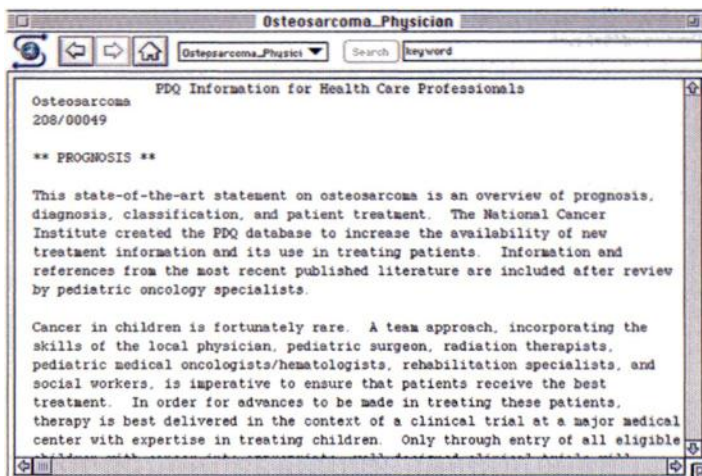 Osteosarcoma_Physician
Osteosarcoma_Physici Search keyword
PDQ Information for Health Care Professionals
Osteosarcoma
208/00049
** PROGNOSIS **
This state-of-the-art statement on osteosarcoma is an overview of prognosis,
diagnosis, classification, and patient treatment. The National Cancer
Institute created the PDQ database to increase the availability of new
treatment information and its use in treating patients. Information and
references from the most recent published literature are included after review
by pediatric oncology specialists.
Cancer in children is fortunately rare. A team approach, incorporating the
skills of the local physician, pediatric surgeon, radiation therapists,
pediatric medical oncologists/hematologists, rehabilitation specialists, and
social workers, is imperative to ensure that patients receive the best
treatment. In order for advances to be made in treating these patients,
therapy is best delivered in the context of a clinical trial at a major medical
center with expertise in treating children. Only through entry of all eligible